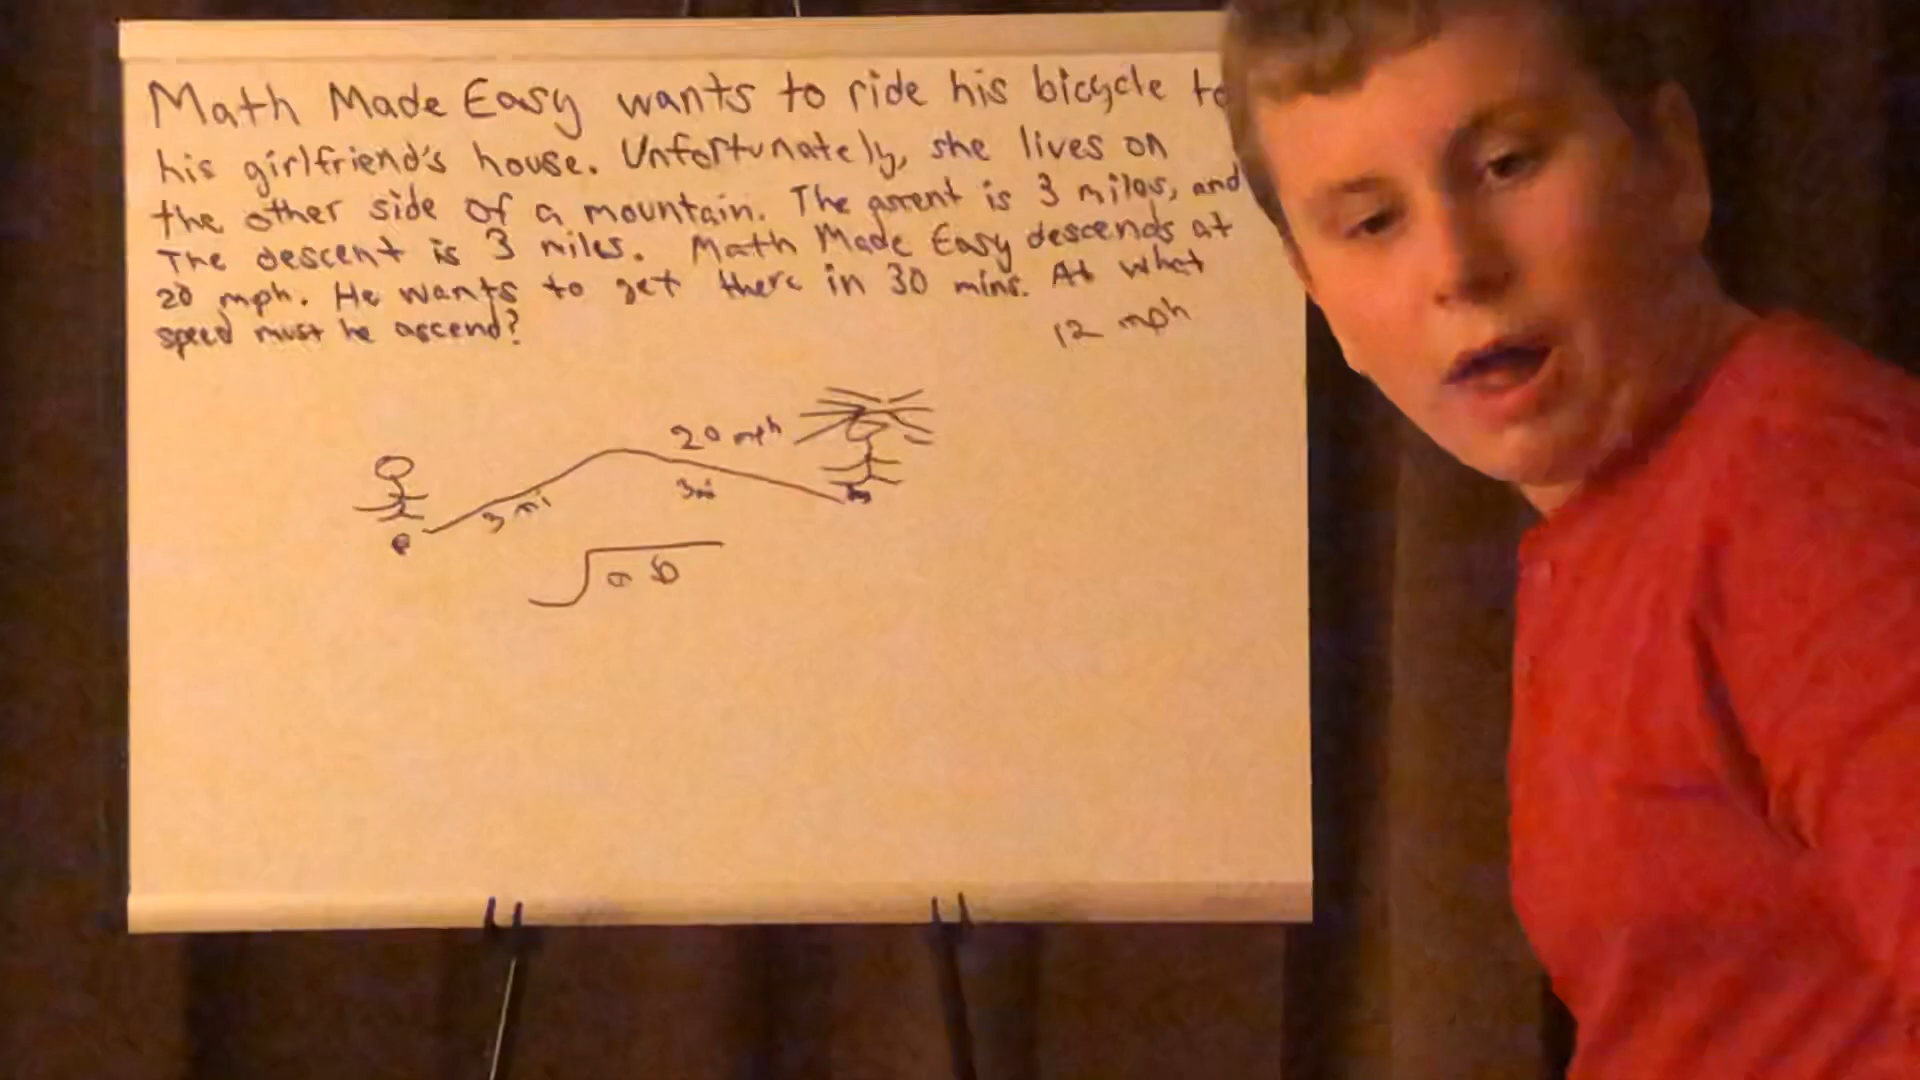 Math Made Easy wants to ride his bicycle to
his girlfriend's house. Unfortunately, she lives on
the other side of a mountain. The ascent is 3 miles, and
The descent is 3 miles. Math Made Easy descends at
20 mph. He wants to get there in 30 mins. At what
speed must he ascend?
12 mph
20 mph
3 mi
3mi
a b